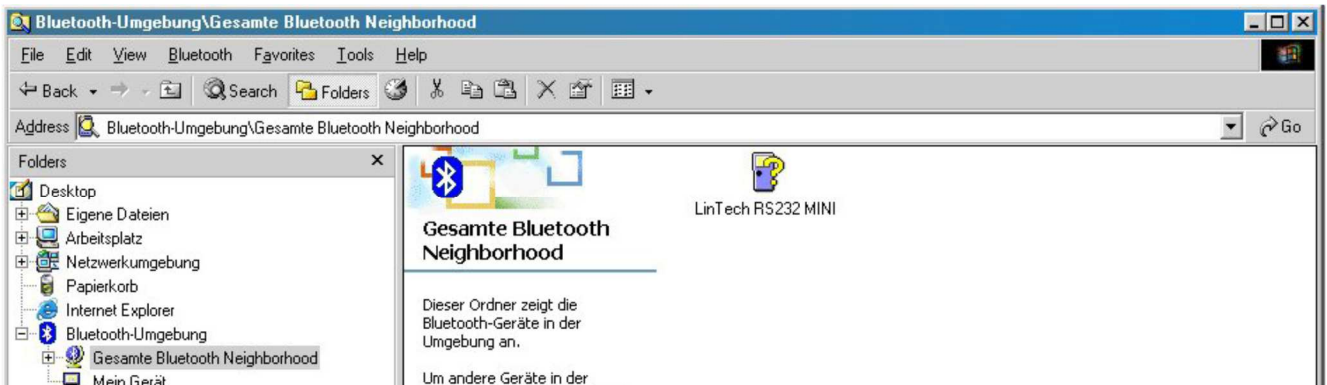 Bluetooth-Umgebung\Gesamte Bluetooth Neighborhood
File Edit View Bluetooth Favorites Tools Help
Back Search Folders
Address Bluetooth-Umgebung\Gesamte Bluetooth Neighborhood Go
Folders
Desktop
Eigene Dateien
Arbeitsplatz
Netzwerkumgebung
Papierkorb
Internet Explorer
Bluetooth-Umgebung
Gesamte Bluetooth Neighborhood
Mein Gerät
Gesamte Bluetooth
Neighborhood
Dieser Ordner zeigt die
Bluetooth-Geräte in der
Umgebung an.
Um andere Geräte in der
LinTech RS232 MINI